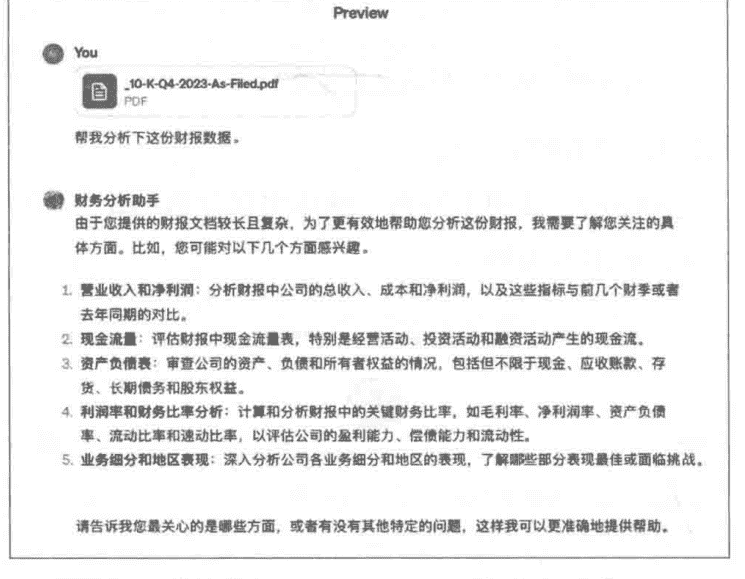 Preview
You
_10-K-Q4-2023-As-Filed.pdf
PDF
帮我分析下这份财报数据。
财务分析助手
由于您提供的财报文档较长且复杂，为了更有效地帮助您分析这份财报，我需要了解您关注的具
体方面。比如，您可能对以下几个方面感兴趣。
1. 营业收入和净利润：分析财报中公司的总收入、成本和净利润，以及这些指标与前几个财季或者
去年同期的对比。
2. 现金流量：评估财报中现金流量表，特别是经营活动、投资活动和融资活动产生的现金流。
3. 资产负债表：审查公司的资产、负债和所有者权益的情况，包括但不限于现金、应收账款、存
货、长期债务和股东权益。
4. 利润率和财务比率分析：计算和分析财报中的关键财务比率，如毛利率、净利润率、资产负债
率、流动比率和速动比率，以评估公司的盈利能力、偿债能力和流动性。
5. 业务细分和地区表现：深入分析公司各业务细分和地区的表现，了解哪些部分表现最佳或面临挑战。
请告诉我您最关心的是哪些方面，或者有没有其他特定的问题，这样我可以更准确地提供帮助。